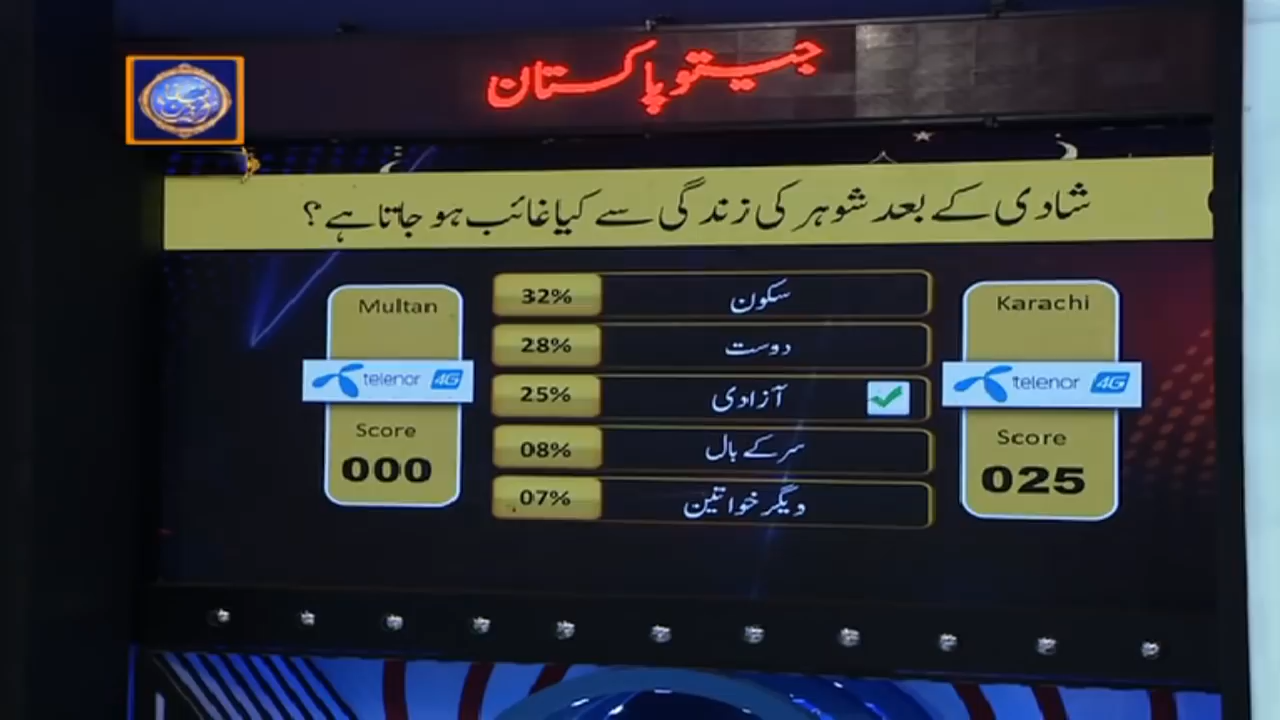 جیتو پاکستان
شادی کے بعد شوہر کی زندگی سے کیا غائب ہو جاتا ہے؟
Multan
telenor 4G
Score
000
32% سکون
28% دوست
25% آزادی
08% سر کے بال
07% دیگر خواتین
Karachi
telenor 4G
Score
025